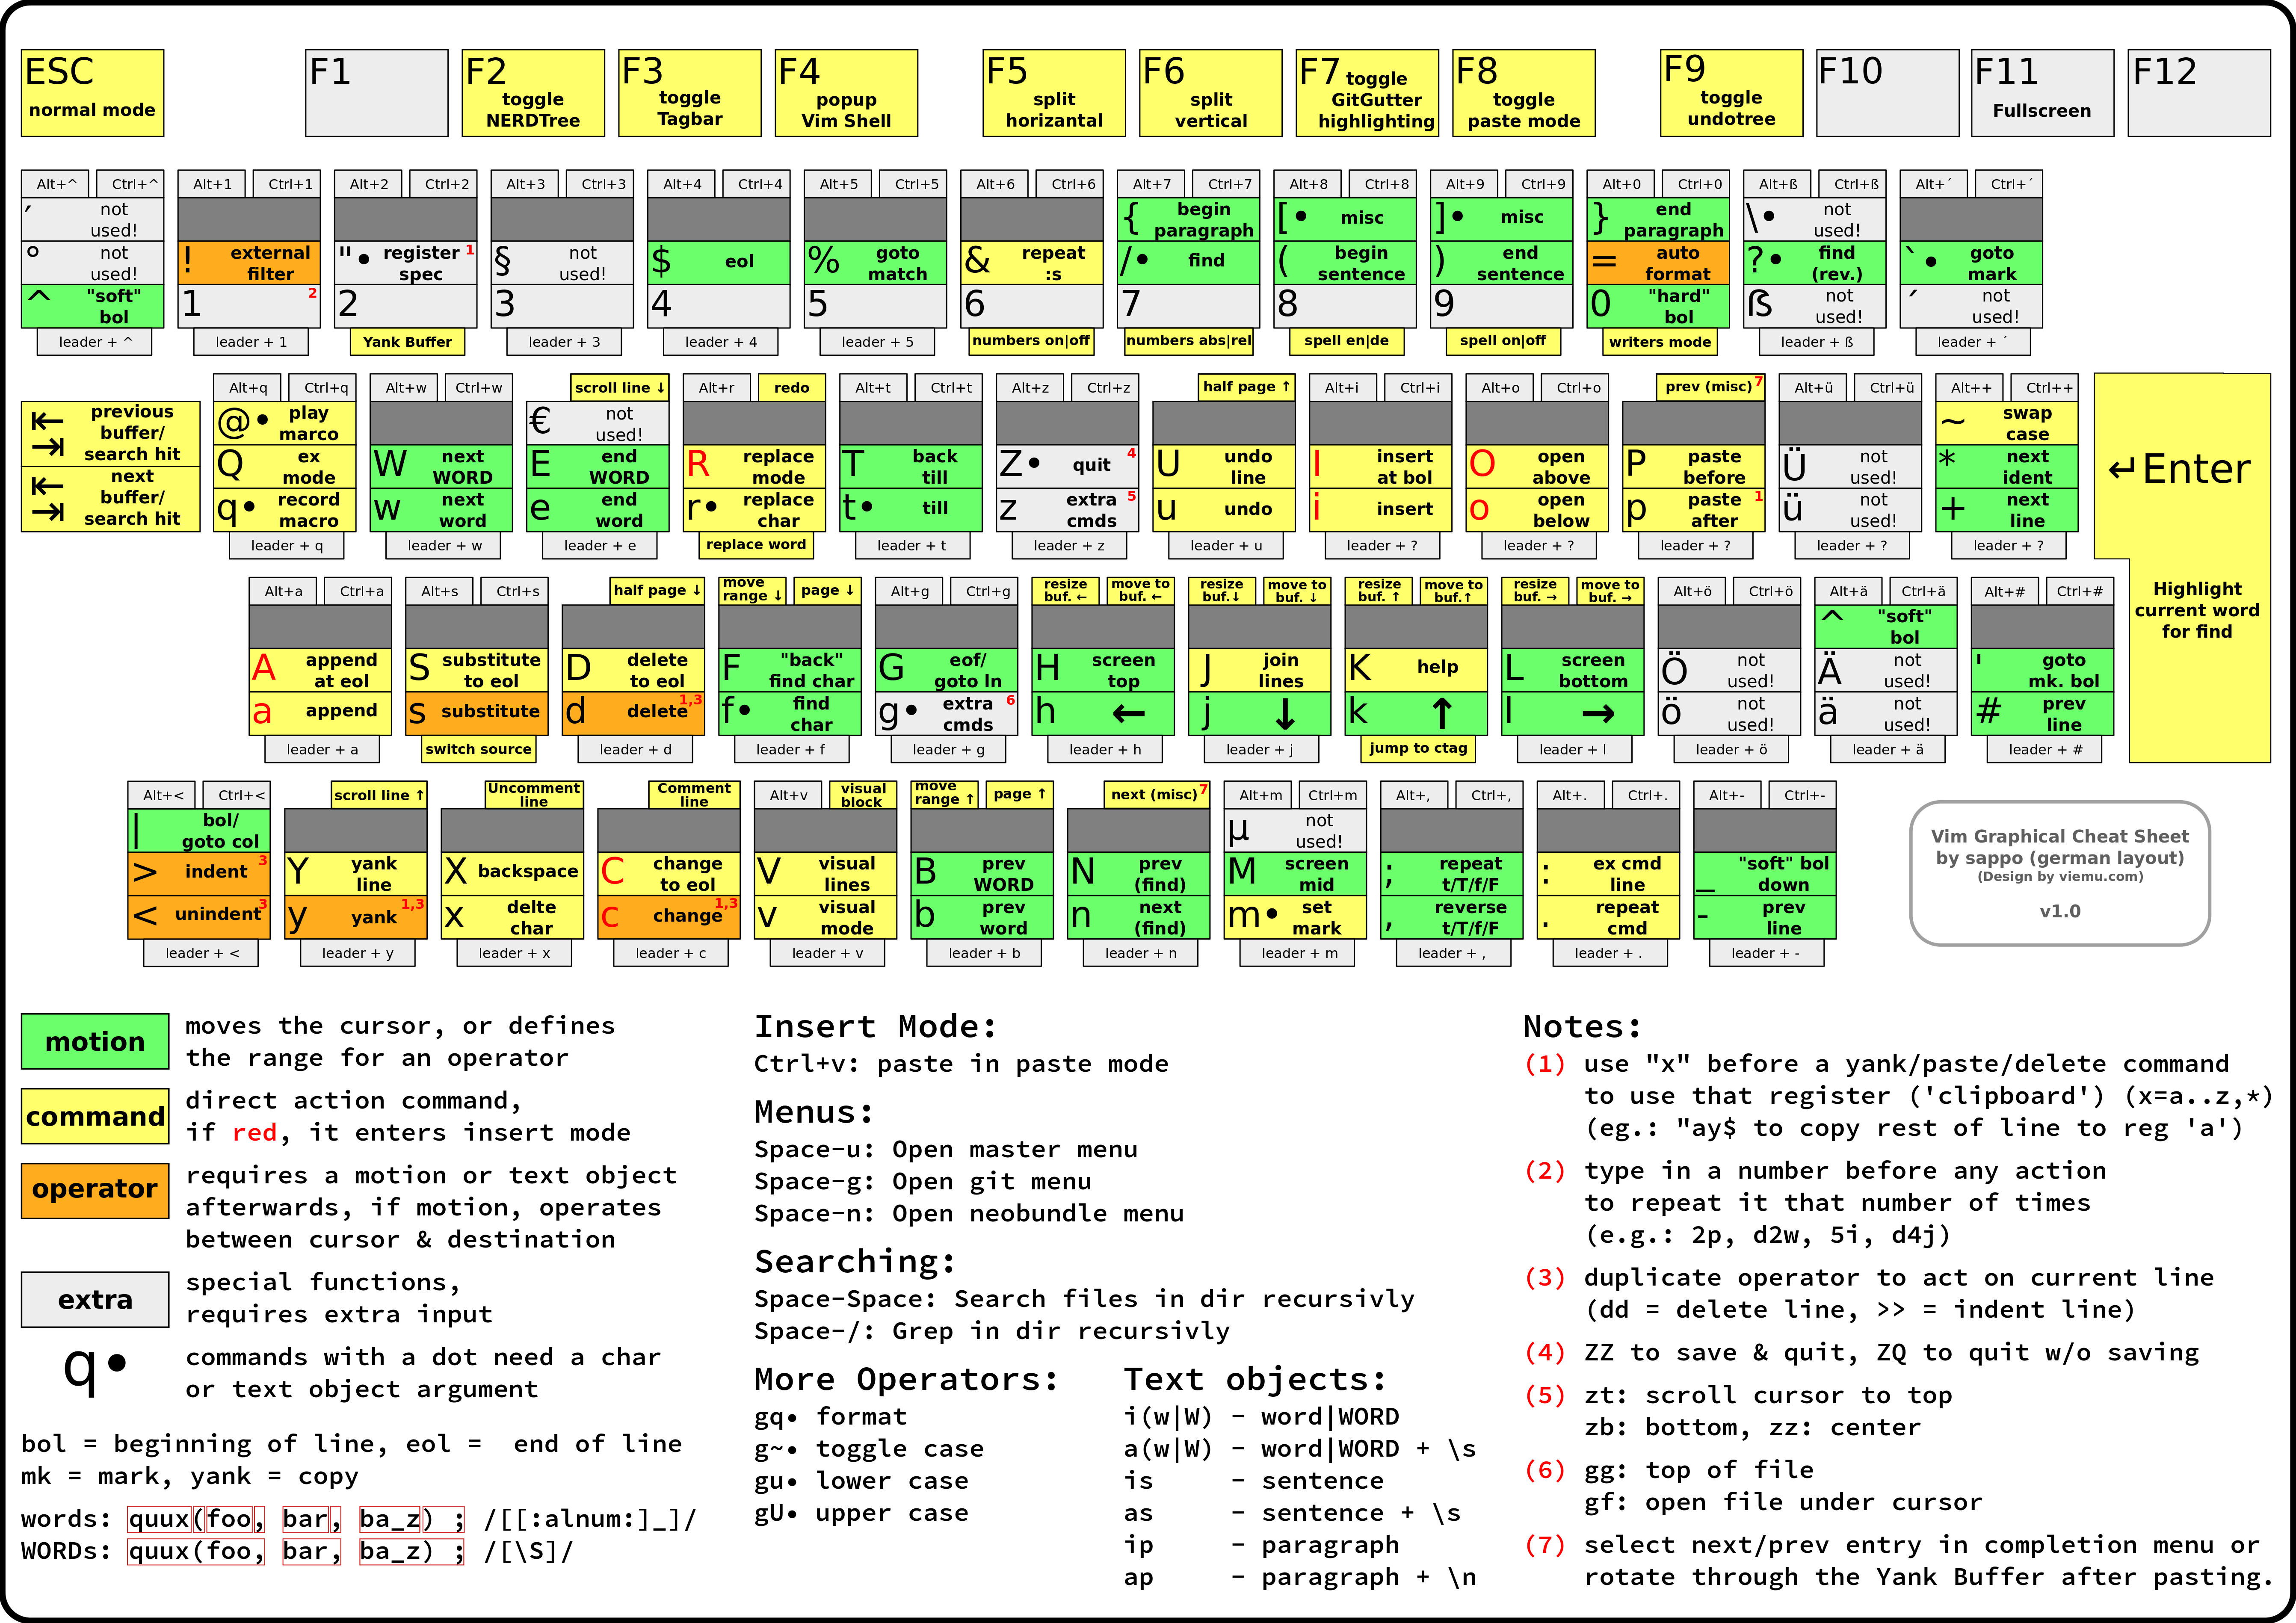 ESC
normal mode
F1
F2
toggle
NERDTree
F3
toggle
Tagbar
F4
popup
Vim Shell
F5
split
horizantal
F6
split
vertical
F7 toggle
GitGutter
highlighting
F8
toggle
paste mode
F9
toggle
undotree
F10
F11
Fullscreen
F12
Alt+^ Ctrl+^
′ not
used!
° not
used!
^ "soft"
bol
leader + ^
Alt+1 Ctrl+1
! external
filter
1 2
leader + 1
Alt+2 Ctrl+2
"• register 1
spec
2
Yank Buffer
Alt+3 Ctrl+3
§ not
used!
3
leader + 3
Alt+4 Ctrl+4
$ eol
4
leader + 4
Alt+5 Ctrl+5
% goto
match
5
leader + 5
Alt+6 Ctrl+6
& repeat
:s
6
numbers on|off
Alt+7 Ctrl+7
{ begin
paragraph
/• find
7
numbers abs|rel
Alt+8 Ctrl+8
[• misc
( begin
sentence
8
spell en|de
Alt+9 Ctrl+9
]• misc
) end
sentence
9
spell on|off
Alt+0 Ctrl+0
} end
paragraph
= auto
format
0 "hard"
bol
writers mode
Alt+ß Ctrl+ß
\• not
used!
?• find
(rev.)
ß not
used!
leader + ß
Alt+´ Ctrl+´
`• goto
mark
´ not
used!
leader + ´
⇤
⇥
previous
buffer/
search hit
⇤
⇥
next
buffer/
search hit
Alt+q Ctrl+q
@• play
marco
Q ex
mode
q• record
macro
leader + q
Alt+w Ctrl+w
W next
WORD
w next
word
leader + w
scroll line ↓
€ not
used!
E end
WORD
e end
word
leader + e
Alt+r redo
R replace
mode
r• replace
char
replace word
Alt+t Ctrl+t
T back
till
t• till
leader + t
Alt+z Ctrl+z
Z• quit 4
z extra 5
cmds
leader + z
half page ↑
U undo
line
u undo
leader + u
Alt+i Ctrl+i
I insert
at bol
i insert
leader + ?
Alt+o Ctrl+o
O open
above
o open
below
leader + ?
prev (misc) 7
P paste
before
p paste 1
after
leader + ?
Alt+ü Ctrl+ü
Ü not
used!
ü not
used!
leader + ?
Alt++ Ctrl++
~ swap
case
* next
ident
+ next
line
leader + ?
↵Enter
Highlight
current word
for find
Alt+a Ctrl+a
A append
at eol
a append
leader + a
Alt+s Ctrl+s
S substitute
to eol
s substitute
switch source
half page ↓
D delete
to eol
d delete 1,3
leader + d
move
range ↓
page ↓
F "back"
find char
f• find
char
leader + f
Alt+g Ctrl+g
G eof/
goto ln
g• extra 6
cmds
leader + g
resize
buf. ←
move to
buf. ←
H screen
top
h ←
leader + h
resize
buf.↓
move to
buf. ↓
J join
lines
j ↓
leader + j
resize
buf. ↑
move to
buf.↑
K help
k ↑
jump to ctag
resize
buf. →
move to
buf. →
L screen
bottom
l →
leader + l
Alt+ö Ctrl+ö
Ö not
used!
ö not
used!
leader + ö
Alt+ä Ctrl+ä
^ "soft"
bol
Ä not
used!
ä not
used!
leader + ä
Alt+# Ctrl+#
' goto
mk. bol
# prev
line
leader + #
Alt+< Ctrl+<
| bol/
goto col
> indent 3
< unindent 3
leader + <
scroll line ↑
Y yank
line
y yank 1,3
leader + y
Uncomment
line
X backspace
x delte
char
leader + x
Comment
line
C change
to eol
c change 1,3
leader + c
Alt+v visual
block
V visual
lines
v visual
mode
leader + v
move
range ↑
page ↑
B prev
WORD
b prev
word
leader + b
next (misc) 7
N prev
(find)
n next
(find)
leader + n
Alt+m Ctrl+m
µ not
used!
M screen
mid
m• set
mark
leader + m
Alt+, Ctrl+,
; repeat
t/T/f/F
, reverse
t/T/f/F
leader + ,
Alt+. Ctrl+.
: ex cmd
line
. repeat
cmd
leader + .
Alt+- Ctrl+-
_ "soft" bol
down
- prev
line
leader + -
Vim Graphical Cheat Sheet
by sappo (german layout)
(Design by viemu.com)
v1.0
motion
moves the cursor, or defines
the range for an operator
command
direct action command,
if red, it enters insert mode
operator
requires a motion or text object
afterwards, if motion, operates
between cursor & destination
extra
special functions,
requires extra input
q•
commands with a dot need a char
or text object argument
bol = beginning of line, eol =  end of line
mk = mark, yank = copy
words: quux(foo, bar, ba_z) ; /[[:alnum:]_]/
WORDs: quux(foo, bar, ba_z) ; /[\S]/
Insert Mode:
Ctrl+v: paste in paste mode
Menus:
Space-u: Open master menu
Space-g: Open git menu
Space-n: Open neobundle menu
Searching:
Space-Space: Search files in dir recursivly
Space-/: Grep in dir recursivly
More Operators:
gq• format
g~• toggle case
gu• lower case
gU• upper case
Text objects:
i(w|W) - word|WORD
a(w|W) - word|WORD + \s
is - sentence
as - sentence + \s
ip - paragraph
ap - paragraph + \n
Notes:
(1) use "x" before a yank/paste/delete command
to use that register ('clipboard') (x=a..z,*)
(eg.: "ay$ to copy rest of line to reg 'a')
(2) type in a number before any action
to repeat it that number of times
(e.g.: 2p, d2w, 5i, d4j)
(3) duplicate operator to act on current line
(dd = delete line, >> = indent line)
(4) ZZ to save & quit, ZQ to quit w/o saving
(5) zt: scroll cursor to top
zb: bottom, zz: center
(6) gg: top of file
gf: open file under cursor
(7) select next/prev entry in completion menu or
rotate through the Yank Buffer after pasting.